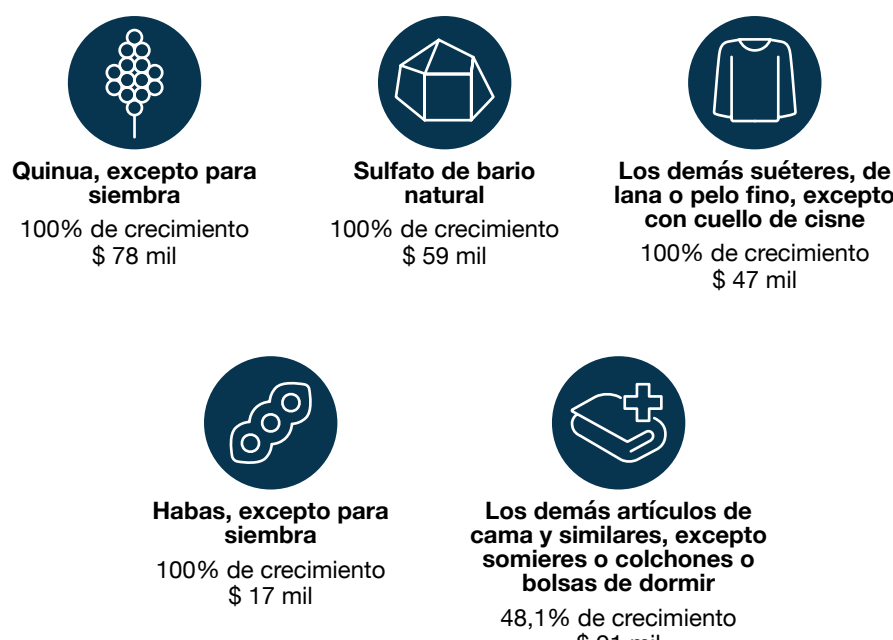 Quinua, excepto para
siembra
100% de crecimiento
$ 78 mil
Sulfato de bario
natural
100% de crecimiento
$ 59 mil
Los demás suéteres, de
lana o pelo fino, excepto
con cuello de cisne
100% de crecimiento
$ 47 mil
Habas, excepto para
siembra
100% de crecimiento
$ 17 mil
Los demás artículos de
cama y similares, excepto
somieres o colchones o
bolsas de dormir
48,1% de crecimiento